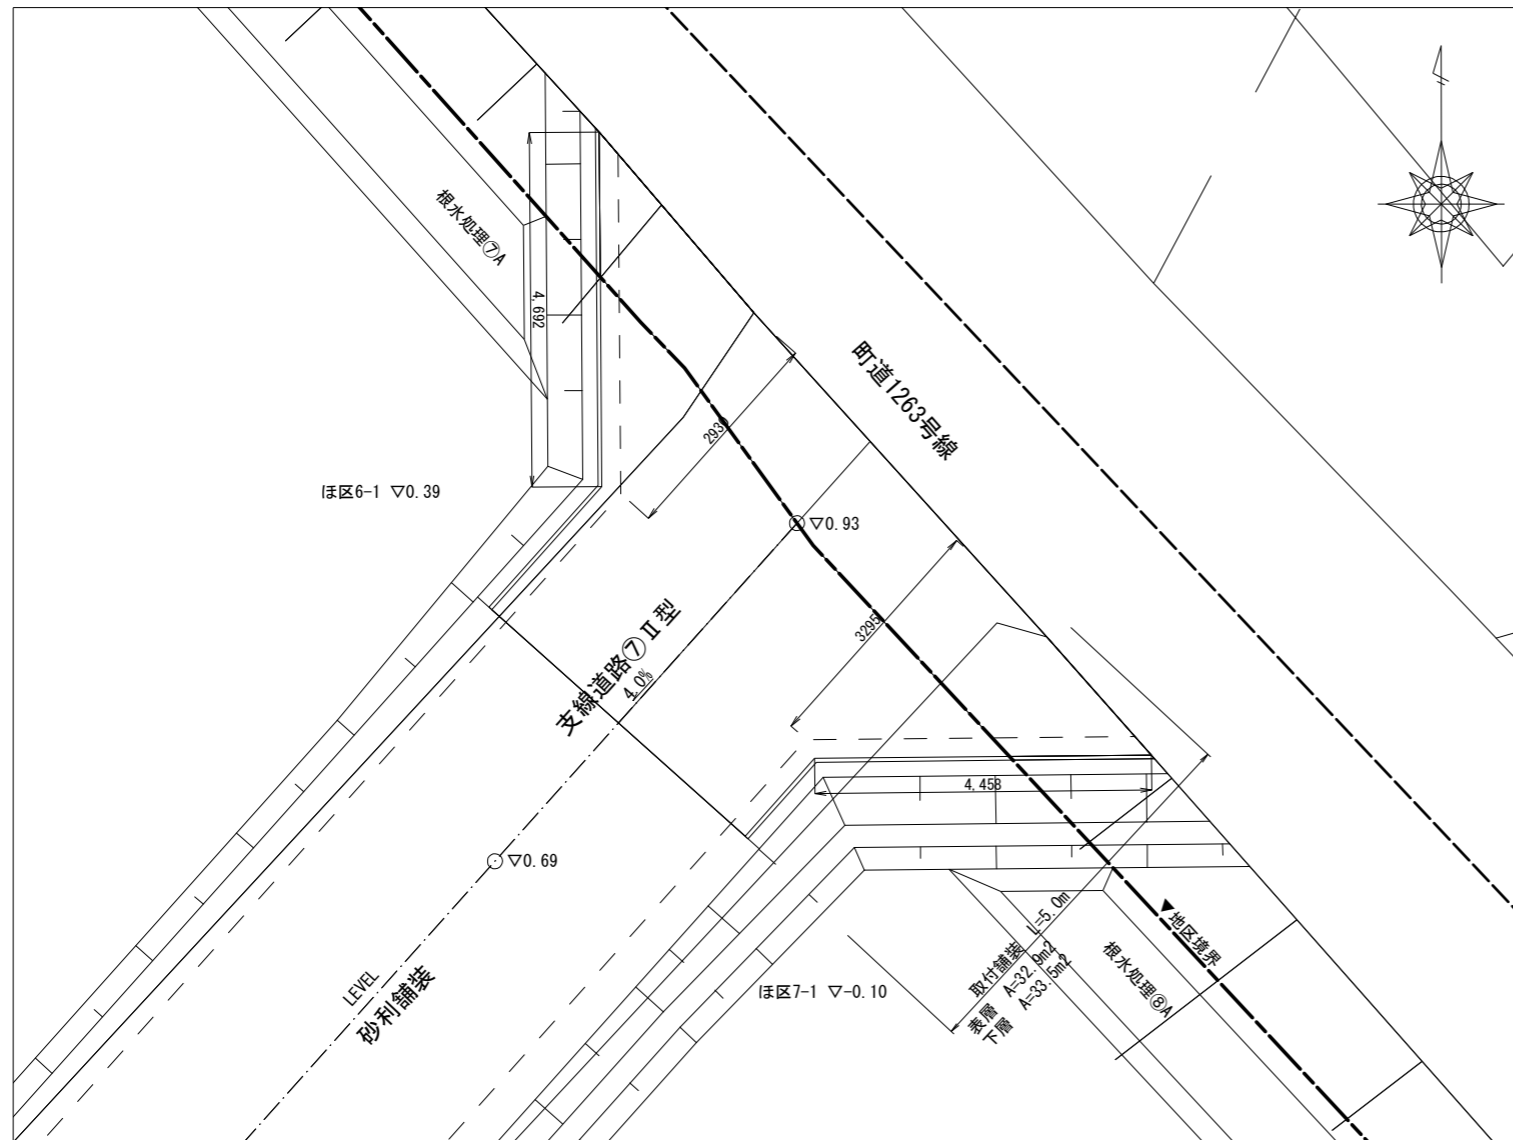 根水処理⑦A
4,692
町道1263号線
ほ区6-1 ▽0.39
▽0.93
3295
支線道路⑦Ⅱ型
4.0%
4,458
▽0.69
LEVEL
砂利舗装
ほ区7-1 ▽-0.10
取付舗装 L=5.0m
表層 A=32.9m2
下層 A=33.5m2
根水処理⑧A
▼地区境界